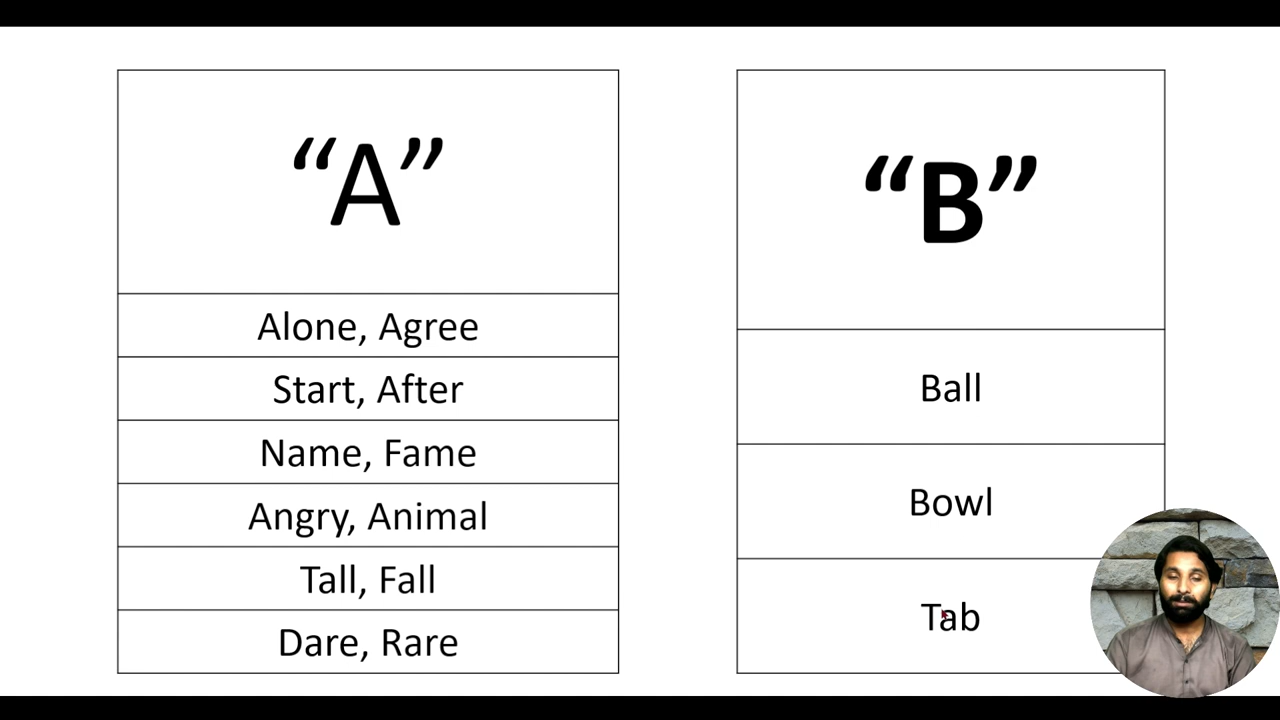 “A”
Alone, Agree
Start, After
Name, Fame
Angry, Animal
Tall, Fall
Dare, Rare
“B”
Ball
Bowl
Tab